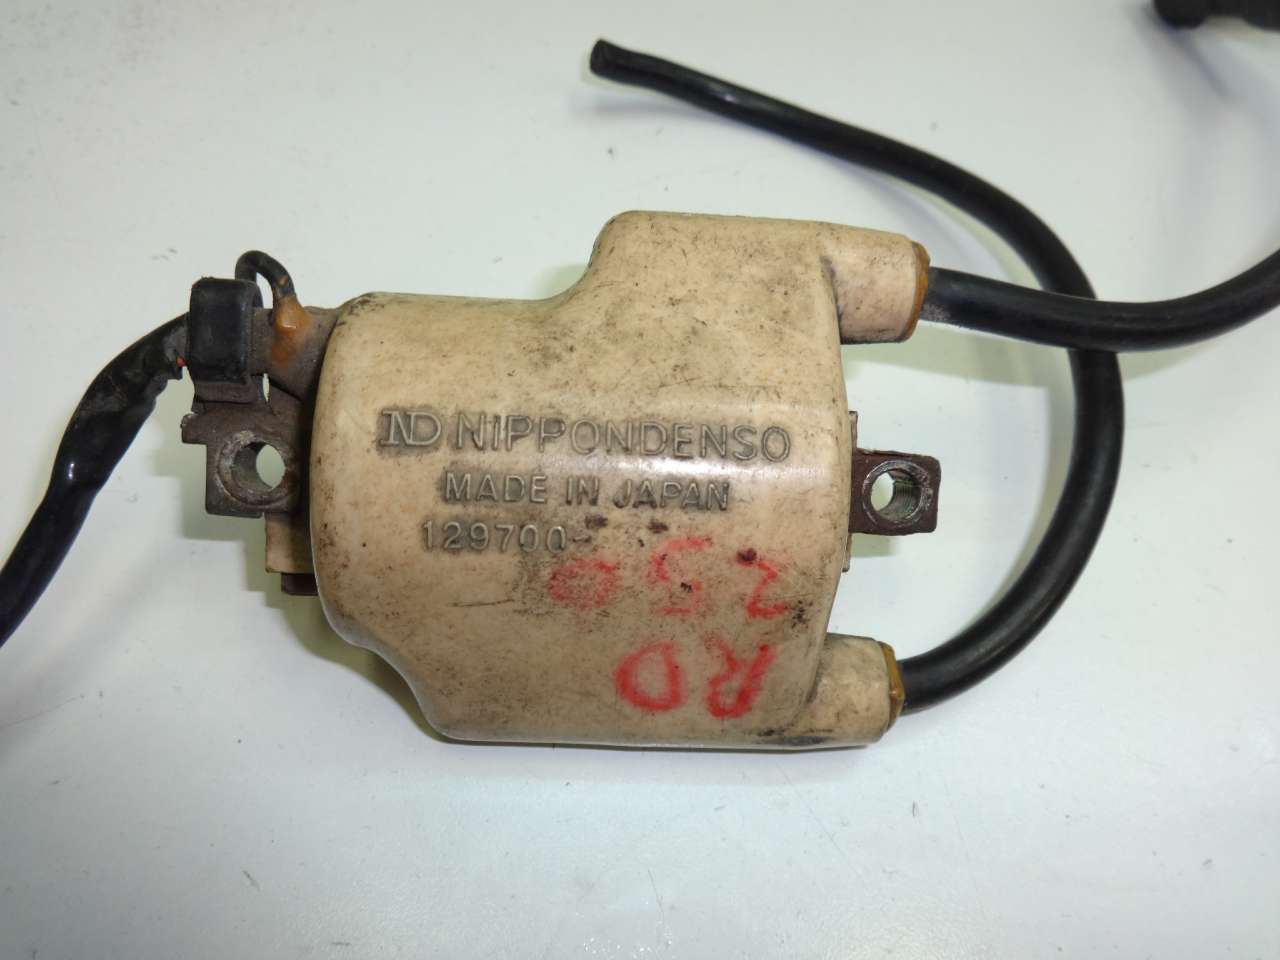 ND NIPPONDENSO
MADE IN JAPAN
129700-
RD
250